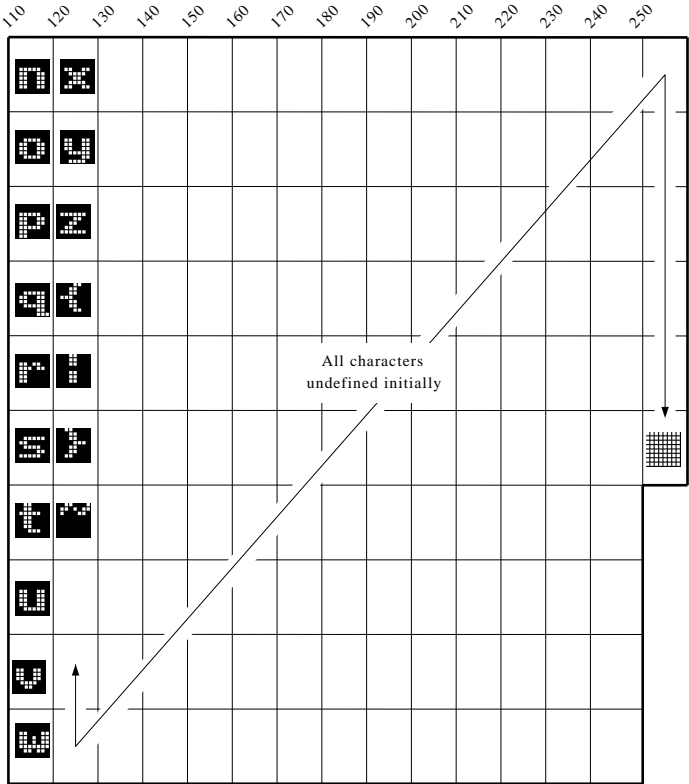 110 120 130 140 150 160 170 180 190 200 210 220 230 240 250
n x
o y
p z
q {
r ¦
s }
All characters
undefined initially
t ~
u
v
w